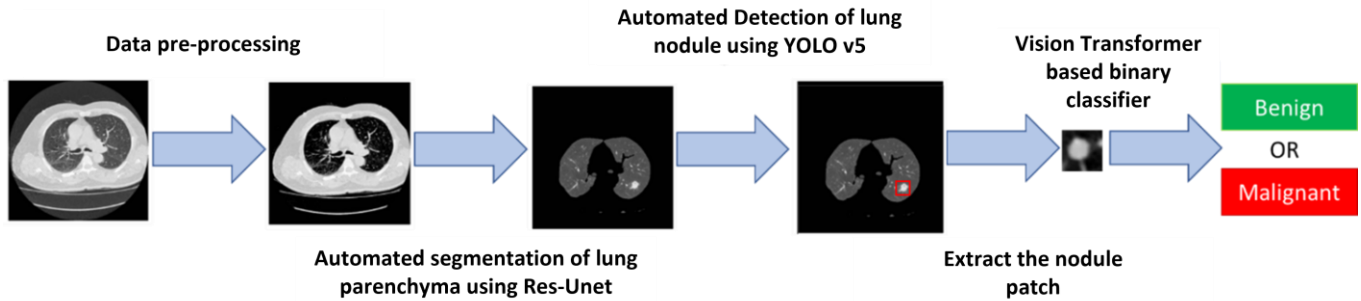 Data pre-processing
Automated segmentation of lung
parenchyma using Res-Unet
Automated Detection of lung
nodule using YOLO v5
Extract the nodule
patch
Vision Transformer
based binary
classifier
Benign
OR
Malignant